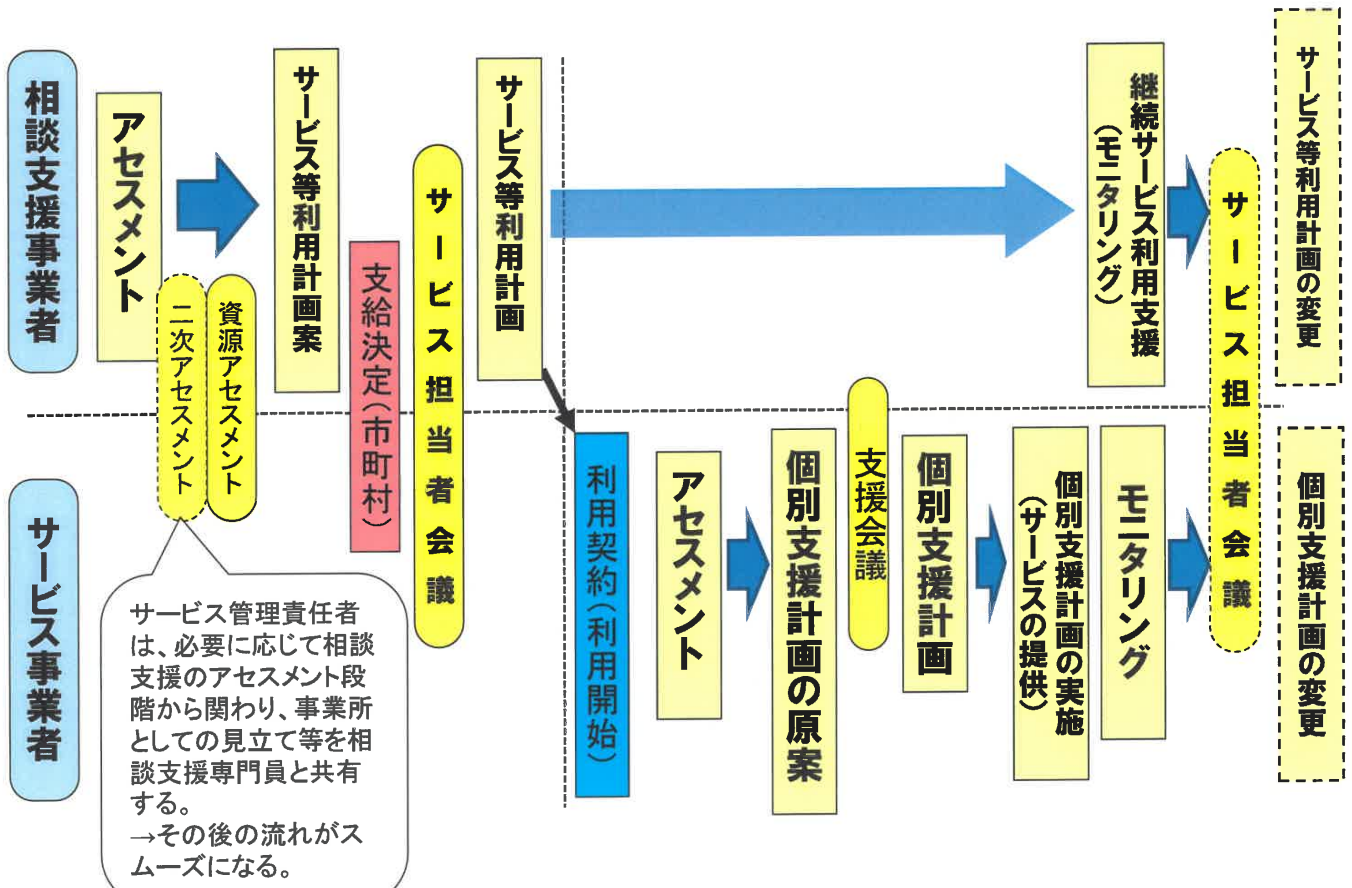 相談支援事業者
アセスメント
二次アセスメント
資源アセスメント
サービス等利用計画案
支給決定(市町村)
サービス担当者会議
サービス等利用計画
継続サービス利用支援
(モニタリング)
サービス担当者会議
サービス等利用計画の変更
サービス事業者
サービス管理責任者
は、必要に応じて相談
支援のアセスメント段
階から関わり、事業所
としての見立て等を相
談支援専門員と共有
する。
→その後の流れがス
ムーズになる。
利用契約(利用開始)
アセスメント
個別支援計画の原案
支援会議
個別支援計画
個別支援計画の実施
(サービスの提供)
モニタリング
個別支援計画の変更